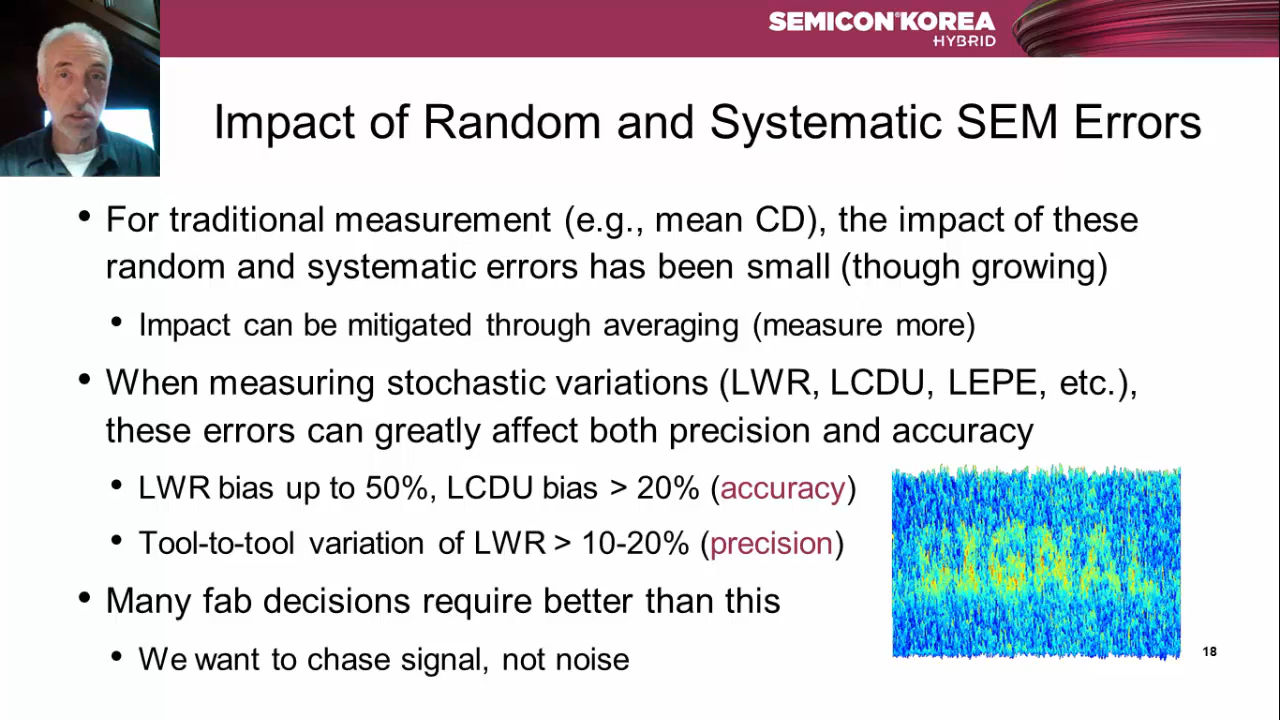 SEMICON KOREA
HYBRID
Impact of Random and Systematic SEM Errors
• For traditional measurement (e.g., mean CD), the impact of these
random and systematic errors has been small (though growing)
• Impact can be mitigated through averaging (measure more)
• When measuring stochastic variations (LWR, LCDU, LEPE, etc.),
these errors can greatly affect both precision and accuracy
• LWR bias up to 50%, LCDU bias > 20% (accuracy)
• Tool-to-tool variation of LWR > 10-20% (precision)
• Many fab decisions require better than this
• We want to chase signal, not noise
SIGNAL
18